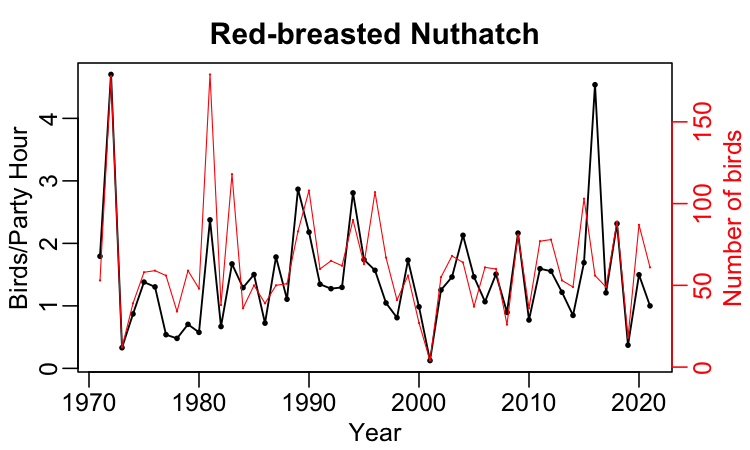 Red-breasted Nuthatch
Birds/Party Hour
0
1
2
3
4
0
50
100
150
Number of birds
1970 1980 1990 2000 2010 2020
Year